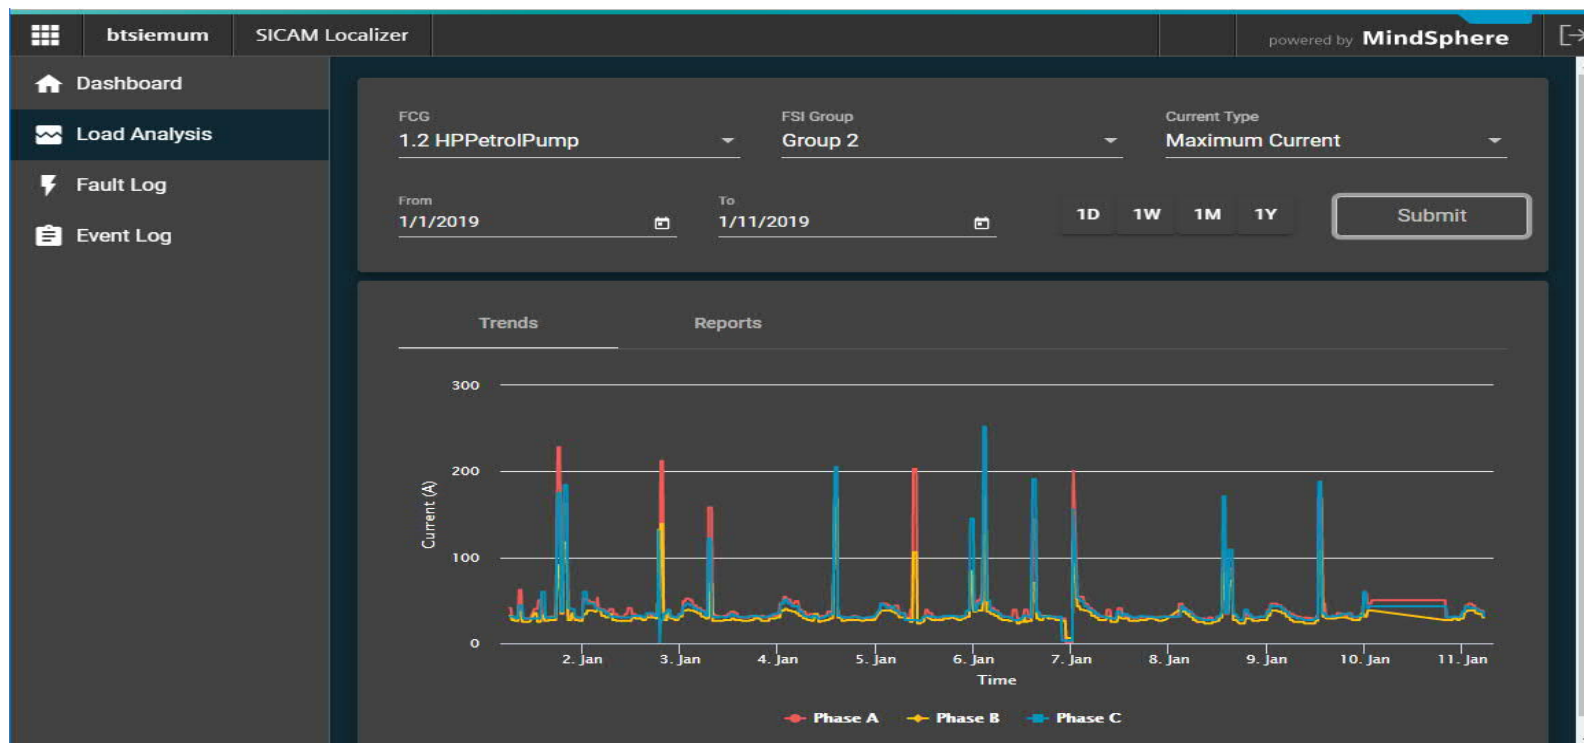 btsiemum SICAM Localizer powered by MindSphere
Dashboard
Load Analysis
Fault Log
Event Log
FCG FSI Group Current Type
1.2 HPPetrolPump Group 2 Maximum Current
From To
1/1/2019 1/11/2019 1D 1W 1M 1Y Submit
Trends Reports
300
200
100
0
Current (A)
2. Jan 3. Jan 4. Jan 5. Jan 6. Jan 7. Jan 8. Jan 9. Jan 10. Jan 11. Jan
Time
Phase A Phase B Phase C